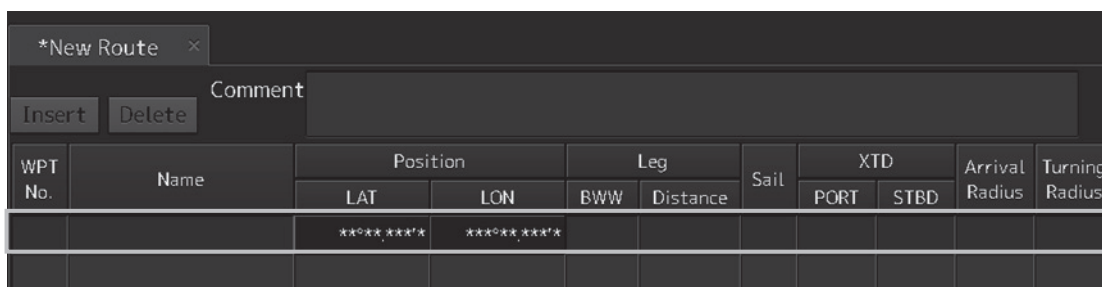 *New Route ×
Comment
Insert Delete
WPT No. Name Position Leg Sail XTD Arrival Radius Turning Radius
LAT LON BWW Distance PORT STBD
**°**.***'* ***°**.***'*